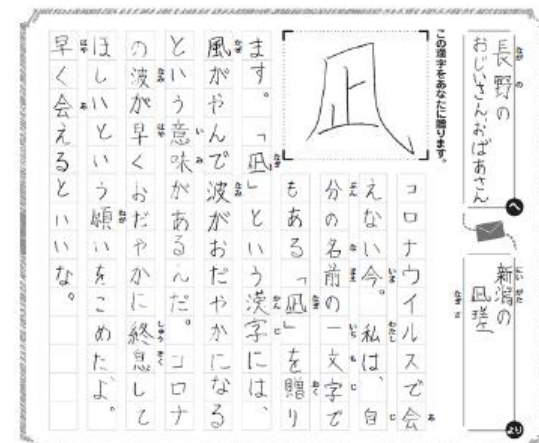 長野の
おじいさんおばあさん
へ
新潟の
凪瑳
より
この漢字をあなたに贈ります。
凪
コロナウイルスで会
えない今。私は、自
分の名前の一文字で
もある「凪」を贈り
ます。「凪」という漢字には、
風がやんで波がおだやかになる
という意味があるんだ。コロナ
の波が早くおだやかに終息して
ほしいという願いをこめたよ。
早く会えるといいな。